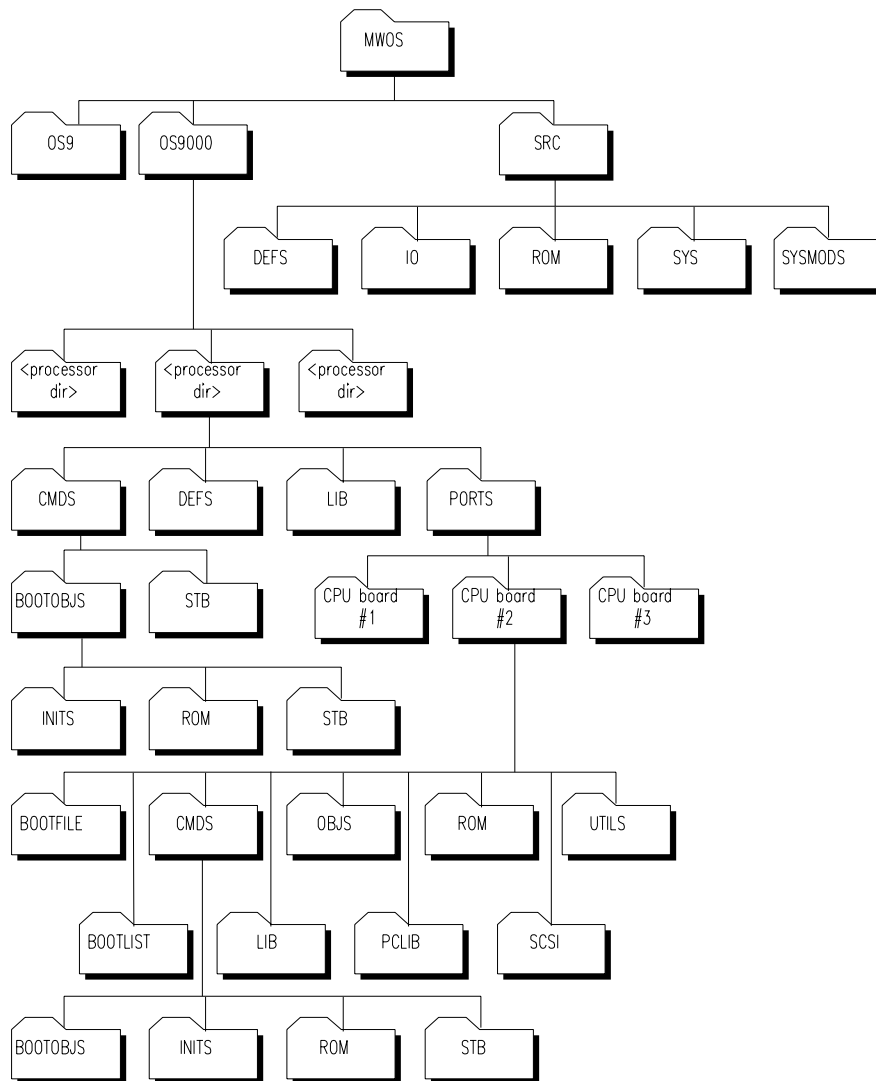 MWOS
OS9
OS9000
SRC
DEFS
IO
ROM
SYS
SYSMODS
<processor
dir>
<processor
dir>
<processor
dir>
CMDS
DEFS
LIB
PORTS
BOOTOBJS
STB
CPU board
#1
CPU board
#2
CPU board
#3
INITS
ROM
STB
BOOTFILE
CMDS
OBJS
ROM
UTILS
BOOTLIST
LIB
PCLIB
SCSI
BOOTOBJS
INITS
ROM
STB